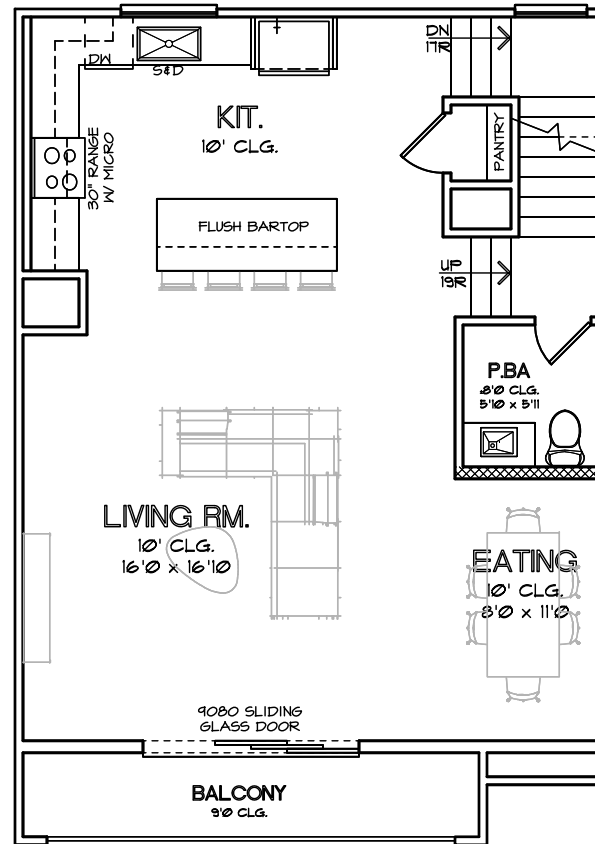 DN
17R
DW
S&D
KIT.
10' CLG.
30" RANGE
W/ MICRO
PANTRY
FLUSH BARTOP
UP
19R
P.BA
8'0 CLG.
5'10 x 5'11
LIVING RM.
10' CLG.
16'0 x 16'10
EATING
10' CLG.
8'0 x 11'0
9080 SLIDING
GLASS DOOR
BALCONY
9'0 CLG.